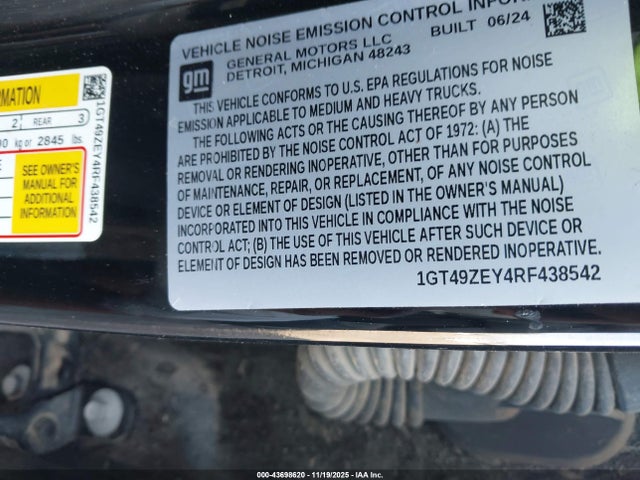 VEHICLE NOISE EMISSION CONTROL INFOR
GENERAL MOTORS LLC BUILT 06/24
DETROIT, MICHIGAN 48243
gm
THIS VEHICLE CONFORMS TO U.S. EPA REGULATIONS FOR NOISE
EMISSION APPLICABLE TO MEDIUM AND HEAVY TRUCKS.
THE FOLLOWING ACTS OR THE CAUSING THEREOF BY ANY PERSON
ARE PROHIBITED BY THE NOISE CONTROL ACT OF 1972: (A) THE
REMOVAL OR RENDERING INOPERATIVE, OTHER THAN FOR PURPOSES
OF MAINTENANCE, REPAIR, OR REPLACEMENT, OF ANY NOISE CONTROL
DEVICE OR ELEMENT OF DESIGN (LISTED IN THE OWNER'S MANUAL)
INCORPORATED INTO THIS VEHICLE IN COMPLIANCE WITH THE NOISE
CONTROL ACT; (B) THE USE OF THIS VEHICLE AFTER SUCH DEVICE OR
ELEMENT OF DESIGN HAS BEEN REMOVED OR RENDERED INOPERATIVE.
1GT49ZEY4RF438542
RMATION
2 REAR 3
kg or 2845 lbs.
SEE OWNER'S
MANUAL FOR
ADDITIONAL
INFORMATION
1GT49ZEY4RF438542
000-43698620 - 11/19/2025 - IAA Inc.